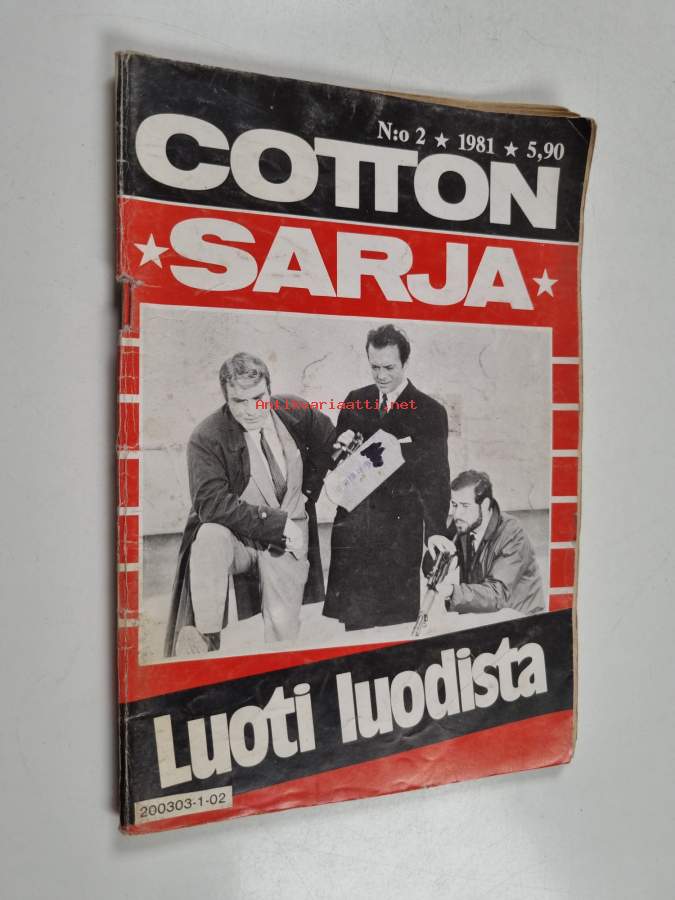 N:o 2 ★ 1981 ★ 5,90
COTTON
★SARJA★
Antikvariaatti.net
Luoti luodista
200303-1-02